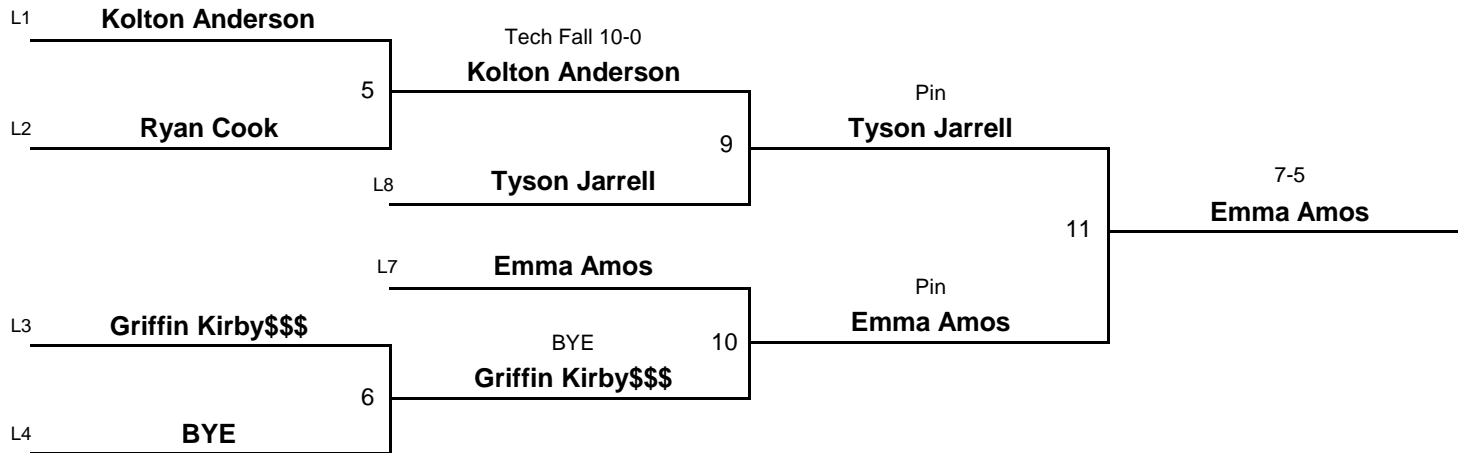 L1 Kolton Anderson
Tech Fall 10-0
Kolton Anderson
5
Pin
L2 Ryan Cook
Tyson Jarrell
9
L8 Tyson Jarrell
7-5
Emma Amos
11
L7 Emma Amos
Pin
L3 Griffin Kirby$$$
Emma Amos
BYE
10
Griffin Kirby$$$
6
L4 BYE